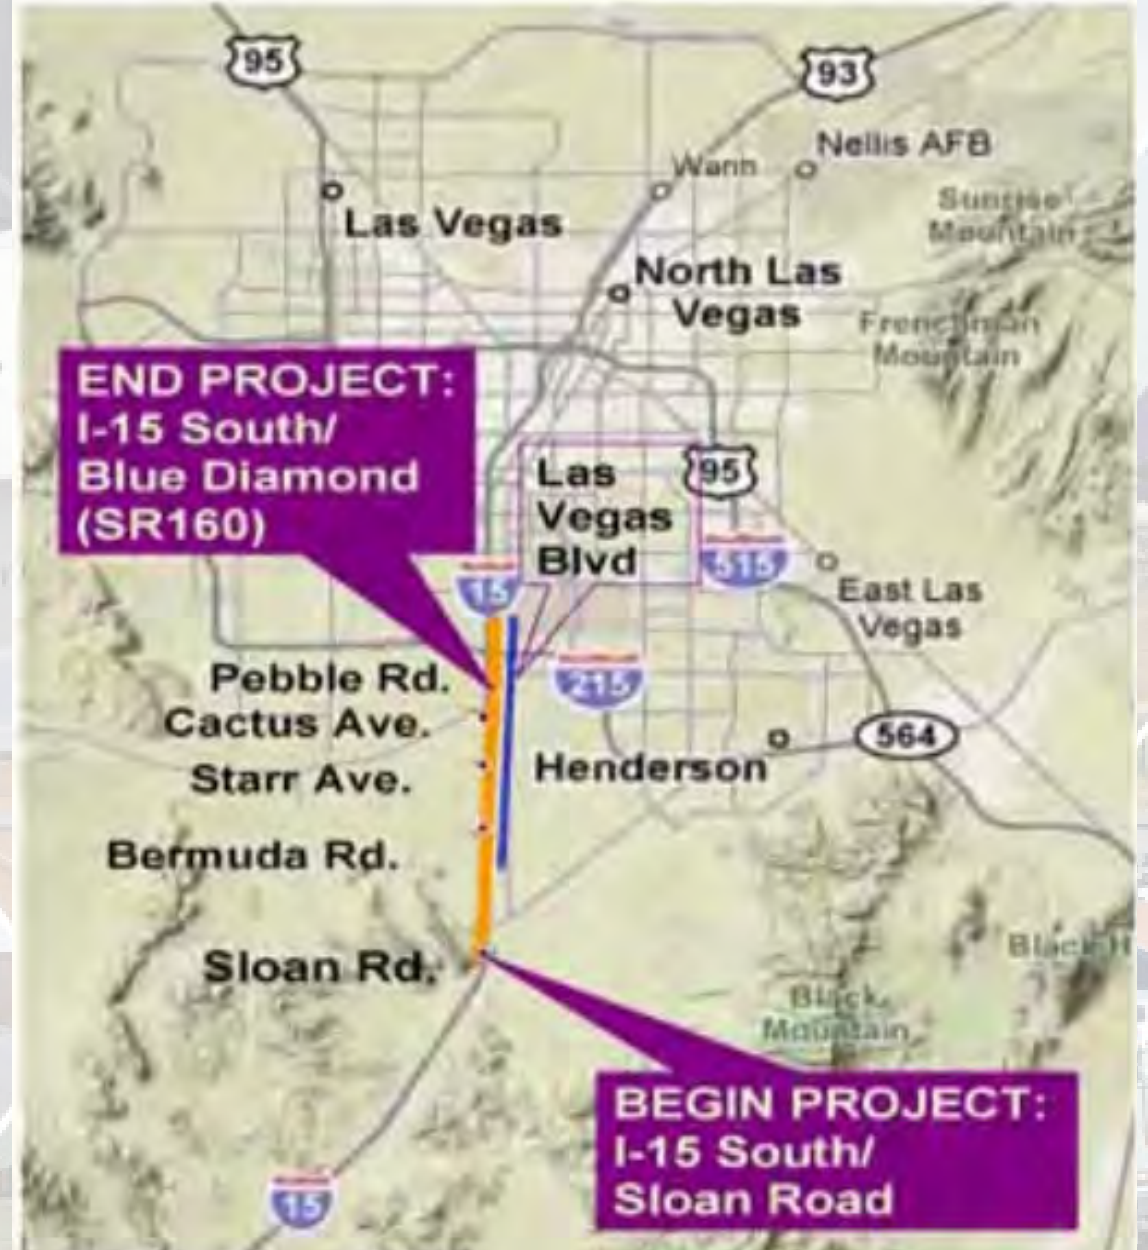 95
93
Wann
Nellis AFB
Sunrise
Mountain
Las Vegas
North Las
Vegas
Frenchman
Mountain
END PROJECT:
I-15 South/
Blue Diamond
(SR160)
Las
Vegas
Blvd
95
15
515
East Las
Vegas
215
Pebble Rd.
Cactus Ave.
564
Starr Ave.
Henderson
Bermuda Rd.
Sloan Rd.
Black H
Black
Mountain
BEGIN PROJECT:
I-15 South/
Sloan Road
15